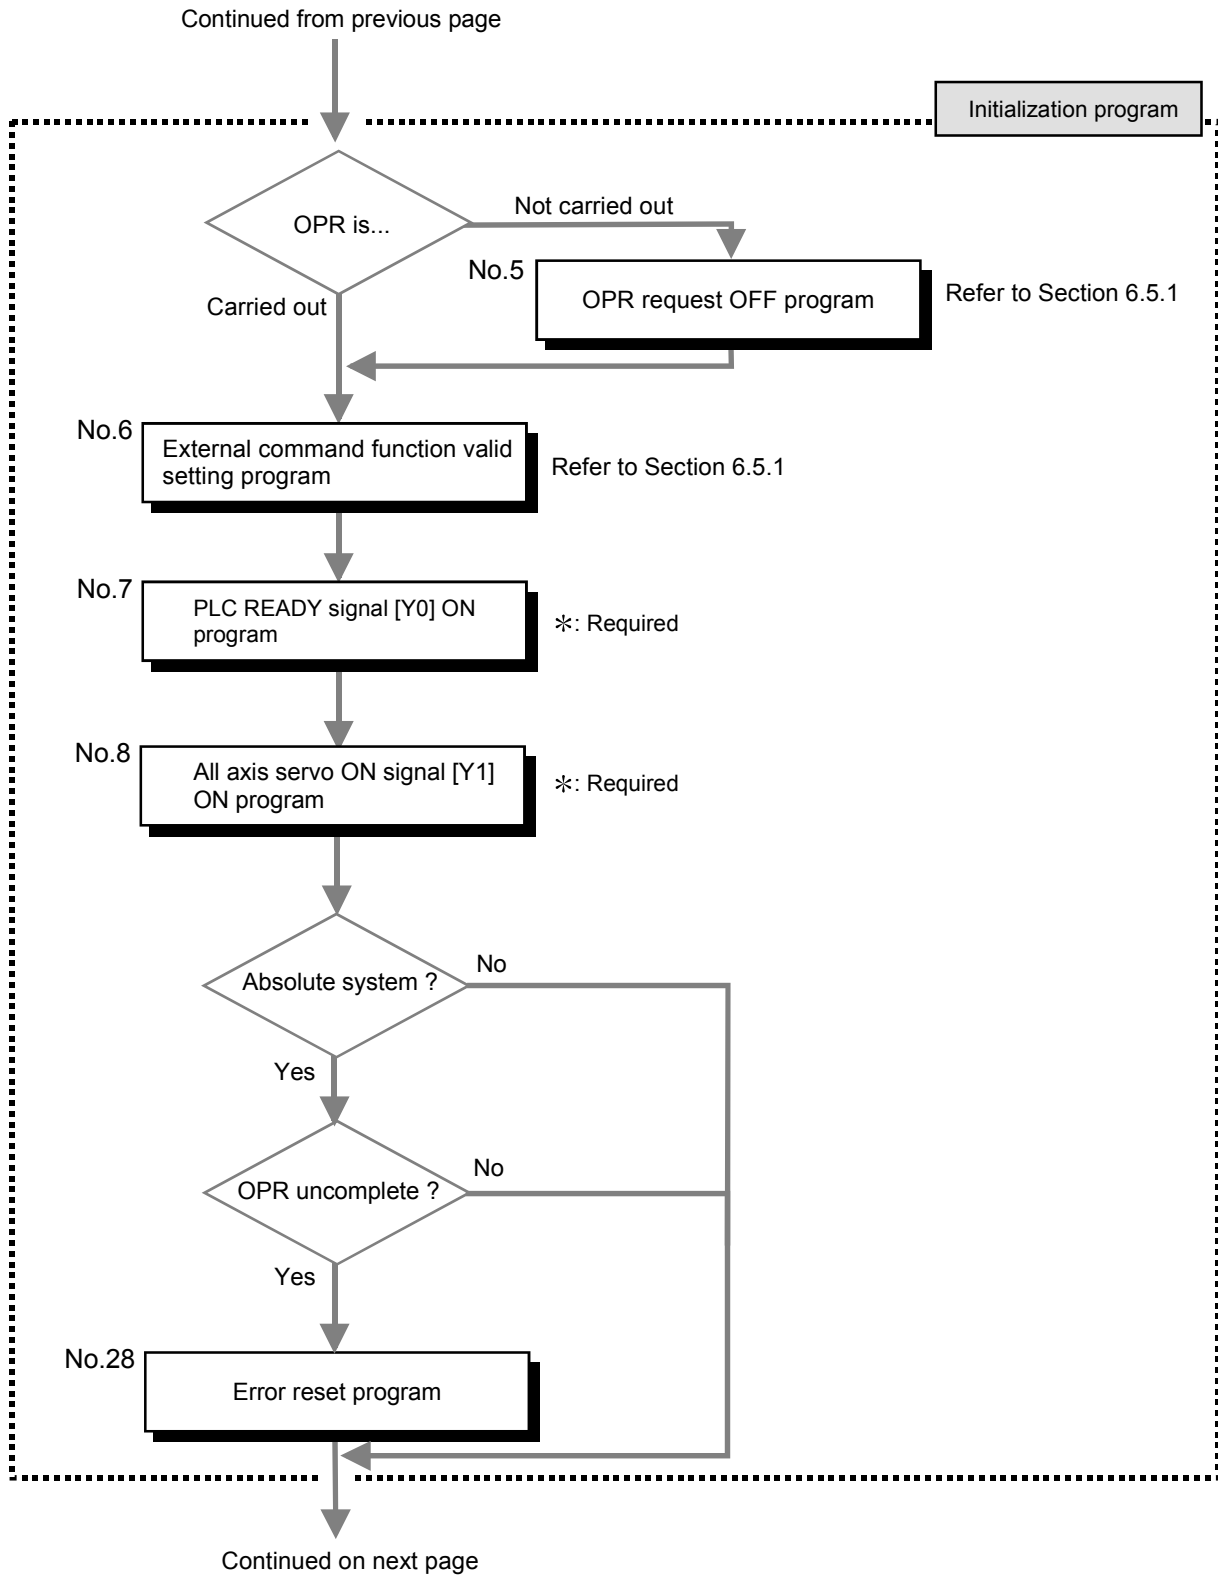 Continued from previous page
Initialization program
OPR is...
Not carried out
Carried out
No.5
OPR request OFF program
Refer to Section 6.5.1
No.6
External command function valid
setting program
Refer to Section 6.5.1
No.7
PLC READY signal [Y0] ON
program
*: Required
No.8
All axis servo ON signal [Y1]
ON program
*: Required
Absolute system ?
No
Yes
OPR uncomplete ?
No
Yes
No.28
Error reset program
Continued on next page